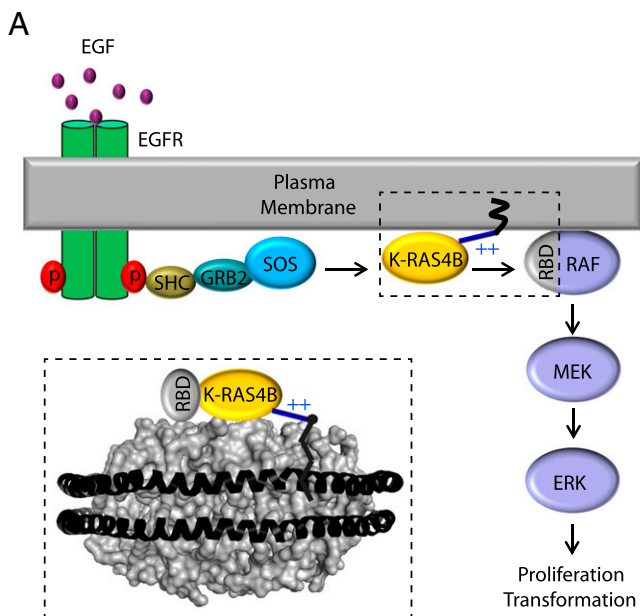 A
EGF
EGFR
Plasma
Membrane
p
p
SHC
GRB2
SOS
K-RAS4B
++
RBD
RAF
MEK
ERK
Proliferation
Transformation
RBD
K-RAS4B
++